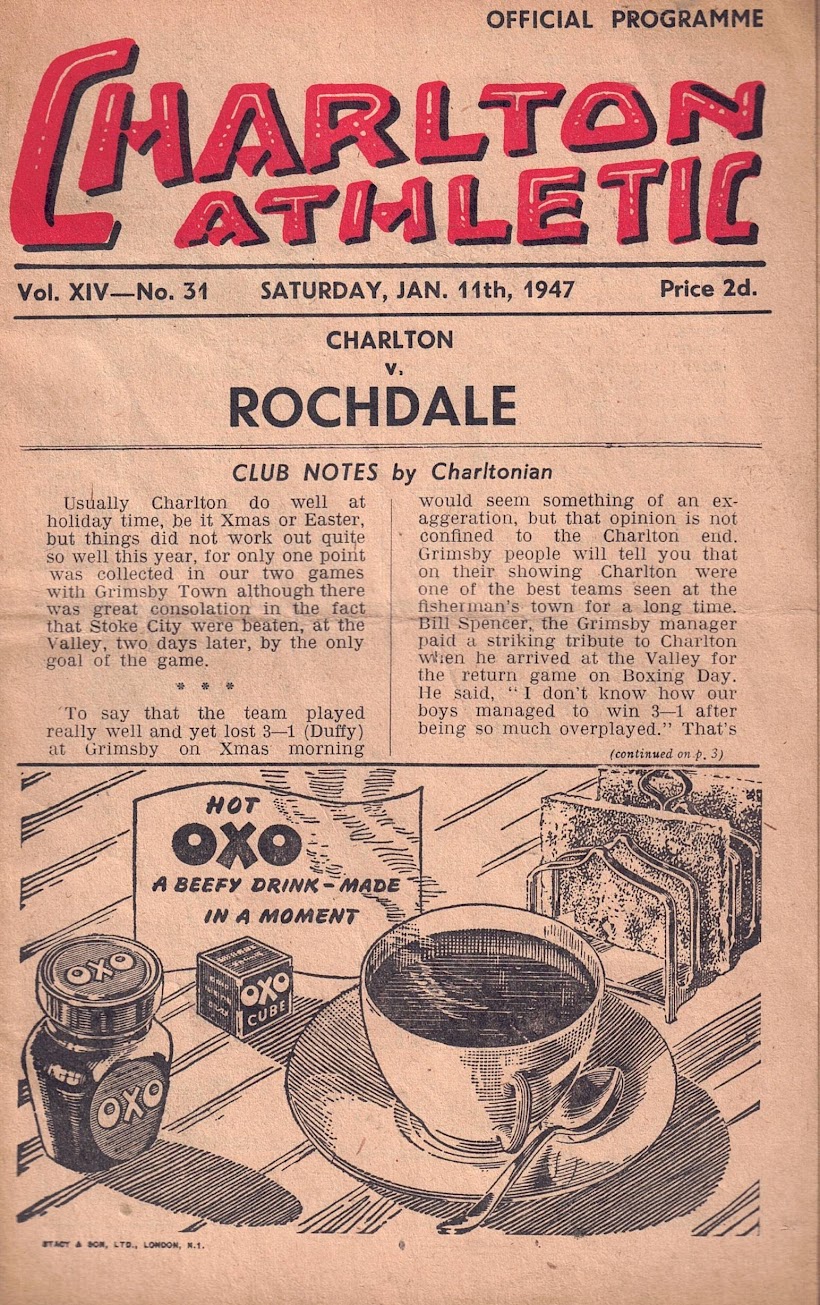 OFFICIAL PROGRAMME
CHARLTON
ATHLETIC
Vol. XIV—No. 31 SATURDAY, JAN. 11th, 1947 Price 2d.
CHARLTON
v.
ROCHDALE
CLUB NOTES by Charltonian
Usually Charlton do well at
holiday time, be it Xmas or Easter,
but things did not work out quite
so well this year, for only one point
was collected in our two games
with Grimsby Town although there
was great consolation in the fact
that Stoke City were beaten, at the
Valley, two days later, by the only
goal of the game.
* * *
To say that the team played
really well and yet lost 3—1 (Duffy)
at Grimsby on Xmas morning
would seem something of an ex-
aggeration, but that opinion is not
confined to the Charlton end.
Grimsby people will tell you that
on their showing Charlton were
one of the best teams seen at the
fisherman's town for a long time.
Bill Spencer, the Grimsby manager
paid a striking tribute to Charlton
when he arrived at the Valley for
the return game on Boxing Day.
He said, “ I don't know how our
boys managed to win 3—1 after
being so much overplayed.” That's
(continued on p. 3)
HOT
OXO
A BEEFY DRINK-MADE
IN A MOMENT
OXO
OXO
CUBE
OXO
STACY & SON, LTD., LONDON, N.1.